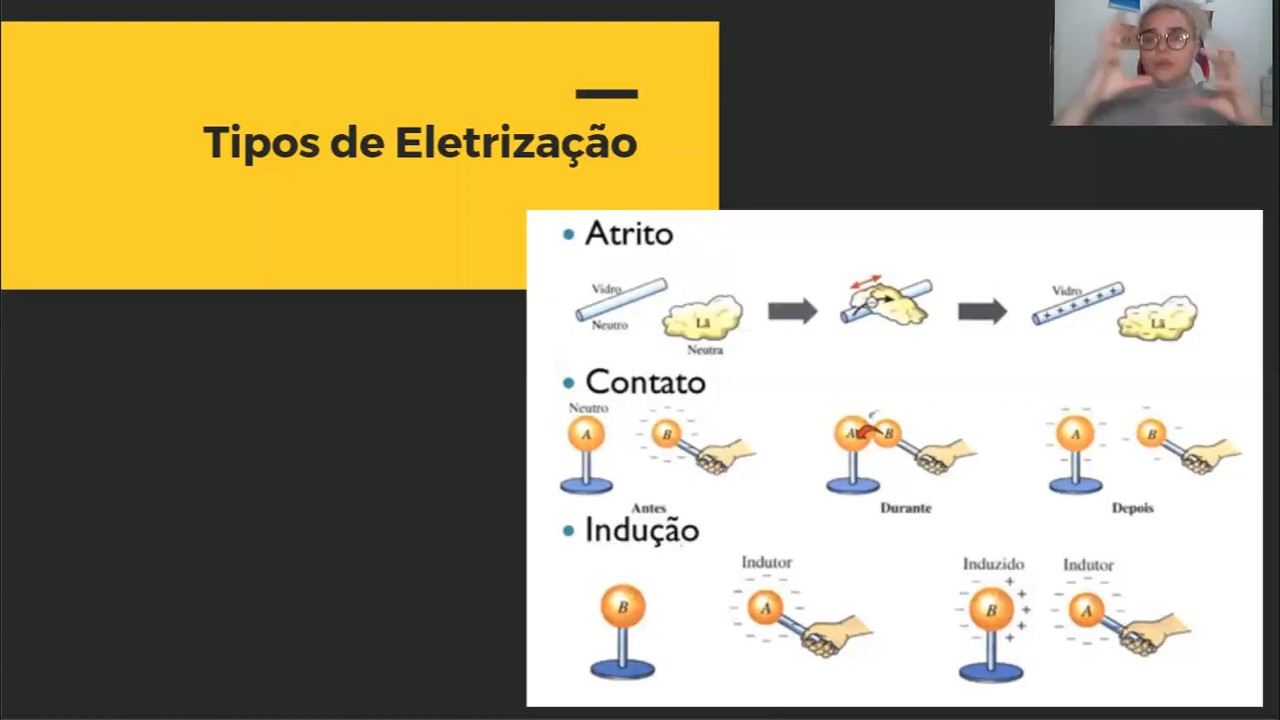 Tipos de Eletrização
• Atrito
Vidro
Neutro
Lã
Neutra
Vidro
Lã
• Contato
Neutro
A
B
Antes
A
B
e⁻
Durante
A
B
Depois
• Indução
B
Indutor
A
Induzido
B
Indutor
A